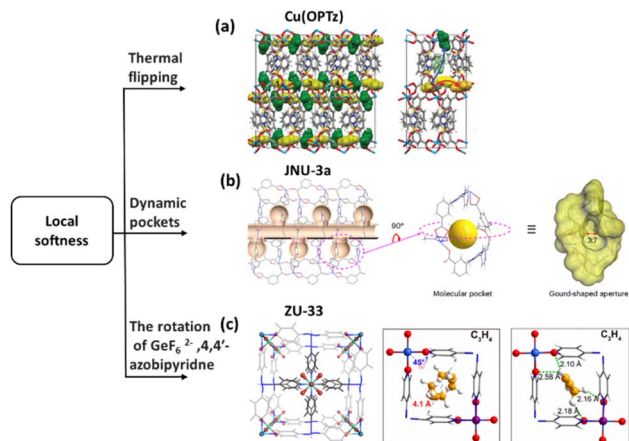 (a)
Cu(OPTz)
Thermal
flipping
(b)
JNU-3a
Local
softness
Dynamic
pockets
90°
≡
3.7
Molecular pocket
Gourd-shaped aperture
(c)
ZU-33
The rotation
of GeF₆ ²⁻ ,4,4′-
azobipyridne
C₃H₄
45°
4.1 Å
C₃H₄
2.10 Å
2.58 Å
2.16 Å
2.18 Å